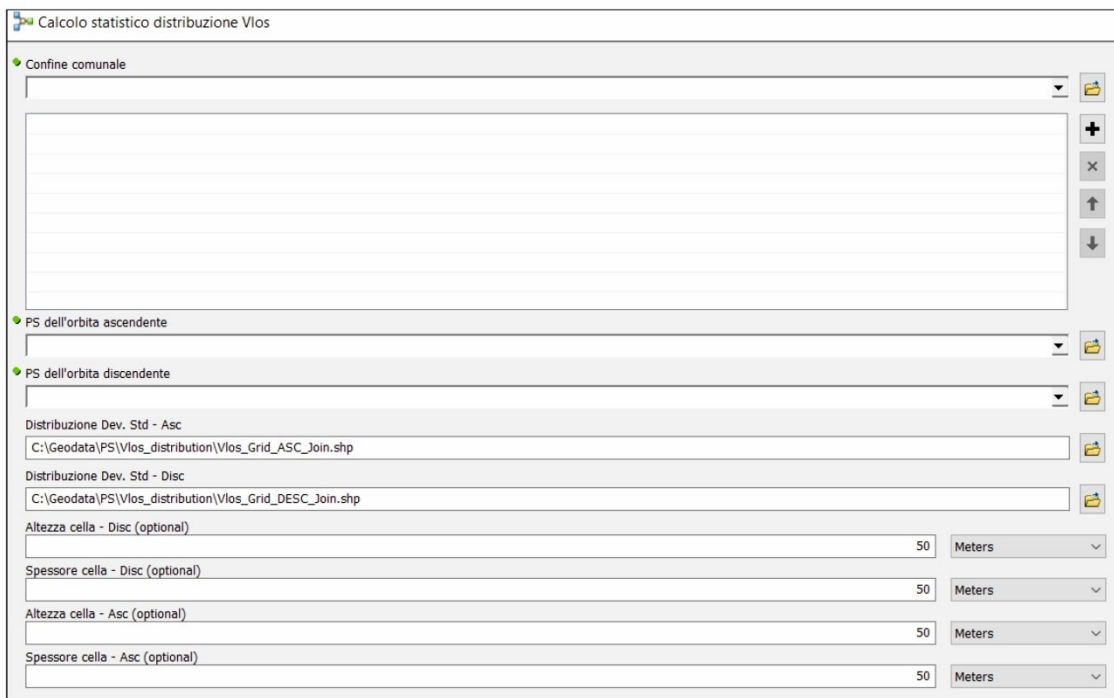 Calcolo statistico distribuzione Vlos
Confine comunale
PS dell'orbita ascendente
PS dell'orbita discendente
Distribuzione Dev. Std - Asc
C:\Geodata\PS\Vlos_distribution\Vlos_Grid_ASC_Join.shp
Distribuzione Dev. Std - Disc
C:\Geodata\PS\Vlos_distribution\Vlos_Grid_DESC_Join.shp
Altezza cella - Disc (optional)
50 Meters
Spessore cella - Disc (optional)
50 Meters
Altezza cella - Asc (optional)
50 Meters
Spessore cella - Asc (optional)
50 Meters